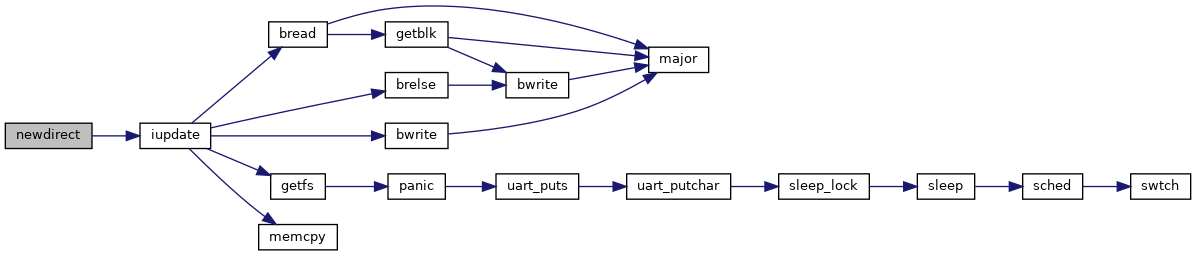 bread
getblk
major
brelse
bwrite
newdirect
iupdate
bwrite
getfs
panic
uart_puts
uart_putchar
sleep_lock
sleep
sched
swtch
memcpy